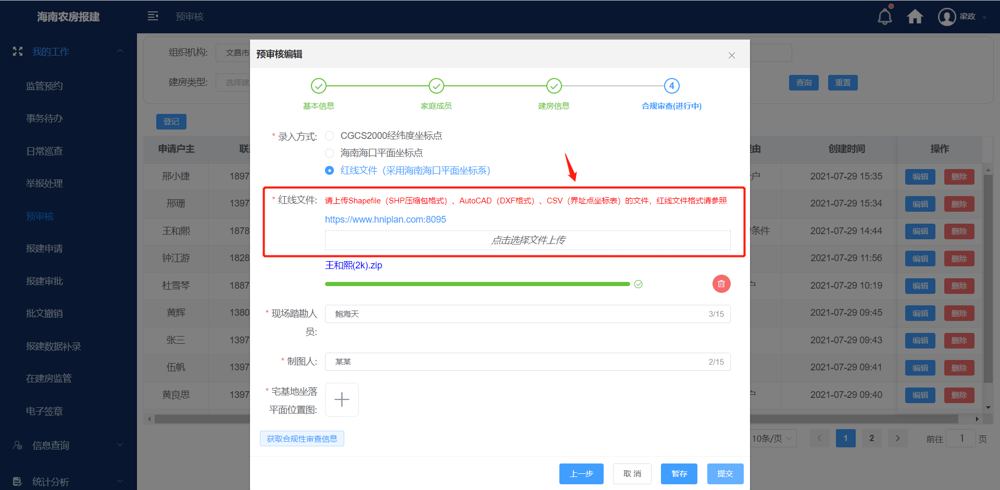 海南农房报建
预审核
梁政
我的工作
监管预约
事务待办
日常巡查
举报处理
预审核
报建申请
报建审批
批文撤销
报建数据补录
在建房监管
电子签章
信息查询
统计分析
组织机构:
文昌市
建房类型:
选择建
查询
重置
登记
申请户主
联系
由
创建时间
操作
邢小捷
1897
户
2021-07-29 15:35
编辑
删除
邢珊
1397
2021-07-29 15:34
编辑
删除
王和熙
1878
条件
2021-07-29 14:44
编辑
删除
钟江游
1828
2021-07-29 11:56
编辑
删除
杜雪琴
1887
户
2021-07-29 10:19
编辑
删除
黄辉
1380
2021-07-29 09:45
编辑
删除
张三
1397
2021-07-29 09:43
编辑
删除
伍帆
1397
2021-07-29 09:41
编辑
删除
黄良思
1397
户
2021-07-29 09:40
编辑
删除
10条/页
1
2
前往
1
页
预审核编辑
4
基本信息
家庭成员
建房信息
合规审查(进行中)
* 录入方式:
CGCS2000经纬度坐标点
海南海口平面坐标点
红线文件（采用海南海口平面坐标系）
* 红线文件:
请上传Shapefile（SHP压缩包格式）、AutoCAD（DXF格式）、CSV（界址点坐标表）的文件，红线文件格式请参照
https://www.hniplan.com:8095
点击选择文件上传
王和熙(2k).zip
* 现场踏勘人员:
鲍海天
3/15
* 制图人:
某某
2/15
* 宅基地坐落
平面位置图:
获取合规性审查信息
上一步
取 消
暂存
提交